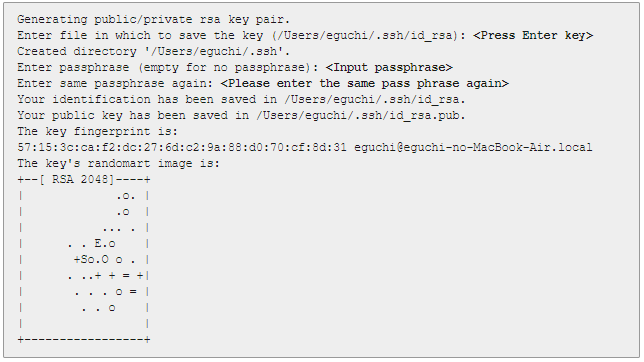 Generating public/private rsa key pair.
Enter file in which to save the key (/Users/eguchi/.ssh/id_rsa): <Press Enter key>
Created directory '/Users/eguchi/.ssh'.
Enter passphrase (empty for no passphrase): <Input passphrase>
Enter same passphrase again: <Please enter the same pass phrase again>
Your identification has been saved in /Users/eguchi/.ssh/id_rsa.
Your public key has been saved in /Users/eguchi/.ssh/id_rsa.pub.
The key fingerprint is:
57:15:3c:ca:f2:dc:27:6d:c2:9a:88:d0:70:cf:8d:31 eguchi@eguchi-no-MacBook-Air.local
The key's randomart image is:
+--[ RSA 2048]----+
|             .o. |
|             .o  |
|           ... . |
|      . . E.o    |
|       +So.O o . |
|      . ..+ + = +|
|       . . . o = |
|        . . o    |
|                 |
+-----------------+